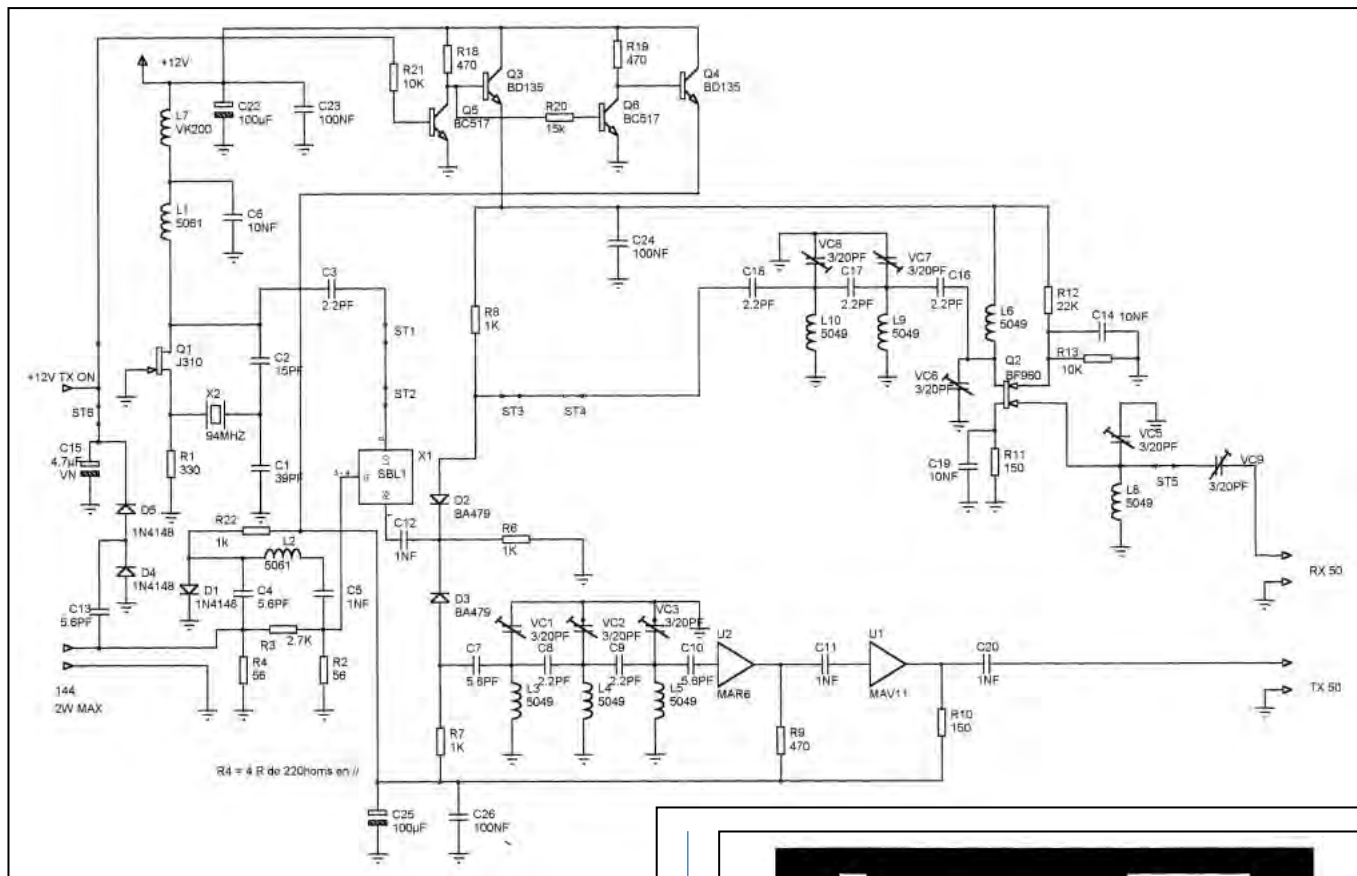 +12V
L7
VK200
C22
100µF
C23
100NF
R21
10K
R18
470
Q3
BD135
Q5
BC517
R20
15k
R19
470
Q6
BC517
Q4
BD135
L1
5061
C6
10NF
C3
2.2PF
ST1
ST2
C24
100NF
R8
1K
ST3
ST4
C18
2.2PF
VC8
3/20PF
C17
2.2PF
VC7
3/20PF
C16
2.2PF
L10
5049
L9
5049
L6
5049
R12
22K
C14
10NF
R13
10K
Q2
BF960
VC6
3/20PF
C19
10NF
R11
150
VC5
3/20PF
L8
5049
ST5
VC9
3/20PF
RX 50
Q1
J310
C2
15PF
+12V TX ON
ST6
X2
94MHZ
C15
4.7µF
VN
R1
330
C1
39PF
X1
LO
SBL1
3-4
D5
1N4148
D4
1N4148
R22
1k
L2
5061
D1
1N4148
C4
5.6PF
C5
1NF
C13
5.6PF
R3
2.7K
R4
56
R2
56
144
2W MAX
C12
1NF
D2
BA479
R6
1K
D3
BA479
VC1
3/20PF
VC2
3/20PF
VC3
3/20PF
C7
5.6PF
C8
2.2PF
C9
2.2PF
C10
5.6PF
L3
5049
L4
5049
L5
5049
U2
MAR6
C11
1NF
U1
MAV11
C20
1NF
TX 50
R7
1K
R9
470
R10
150
R4 = 4 R de 220homs en //
C25
100µF
C26
100NF